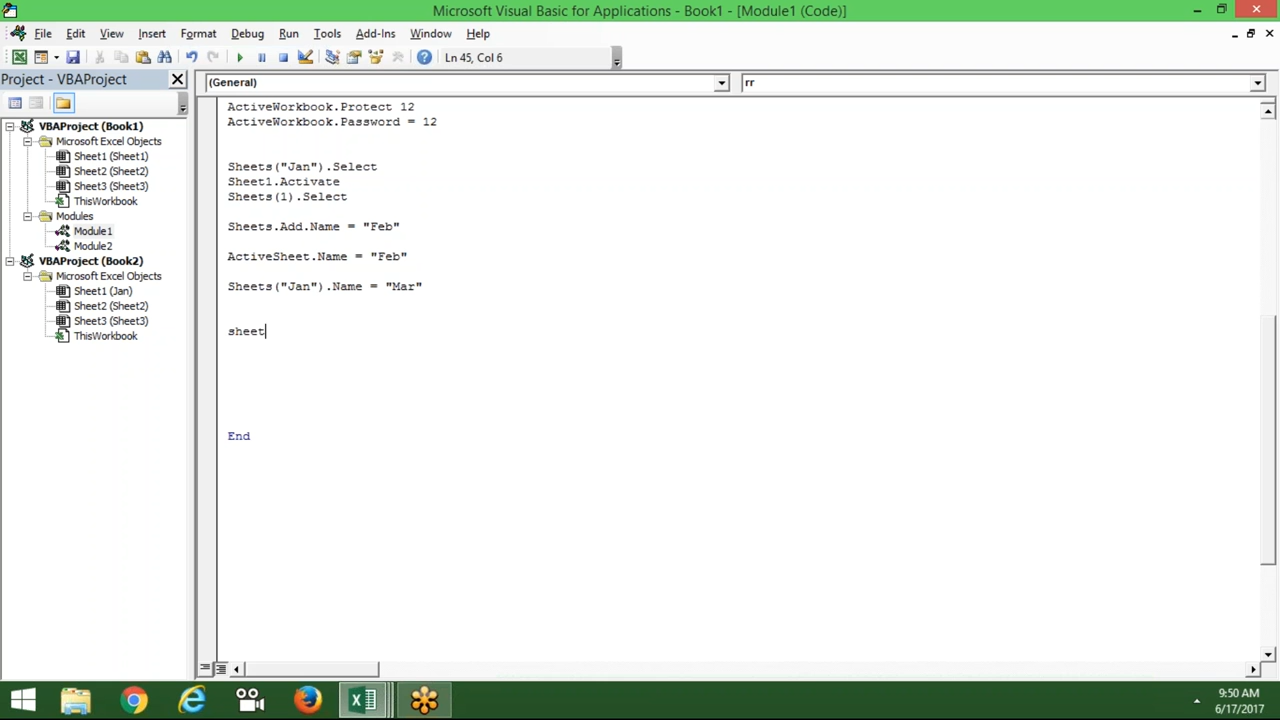 Microsoft Visual Basic for Applications - Book1 - [Module1 (Code)]
File Edit View Insert Format Debug Run Tools Add-Ins Window Help
Ln 45, Col 6
Project - VBAProject
(General)
rr
VBAProject (Book1)
Microsoft Excel Objects
Sheet1 (Sheet1)
Sheet2 (Sheet2)
Sheet3 (Sheet3)
ThisWorkbook
Modules
Module1
Module2
VBAProject (Book2)
Microsoft Excel Objects
Sheet1 (Jan)
Sheet2 (Sheet2)
Sheet3 (Sheet3)
ThisWorkbook
ActiveWorkbook.Protect 12
ActiveWorkbook.Password = 12
Sheets("Jan").Select
Sheet1.Activate
Sheets(1).Select
Sheets.Add.Name = "Feb"
ActiveSheet.Name = "Feb"
Sheets("Jan").Name = "Mar"
sheet
End
9:50 AM
6/17/2017